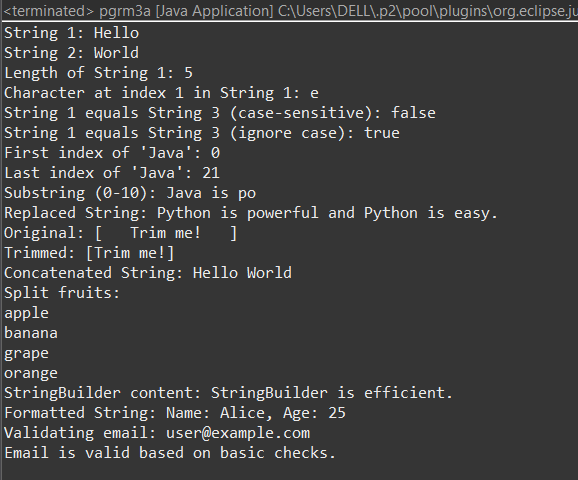 <terminated> pgrm3a [Java Application] C:\Users\DELL\.p2\pool\plugins\org.eclipse.ju
String 1: Hello
String 2: World
Length of String 1: 5
Character at index 1 in String 1: e
String 1 equals String 3 (case-sensitive): false
String 1 equals String 3 (ignore case): true
First index of 'Java': 0
Last index of 'Java': 21
Substring (0-10): Java is po
Replaced String: Python is powerful and Python is easy.
Original: [   Trim me!   ]
Trimmed: [Trim me!]
Concatenated String: Hello World
Split fruits:
apple
banana
grape
orange
StringBuilder content: StringBuilder is efficient.
Formatted String: Name: Alice, Age: 25
Validating email: user@example.com
Email is valid based on basic checks.